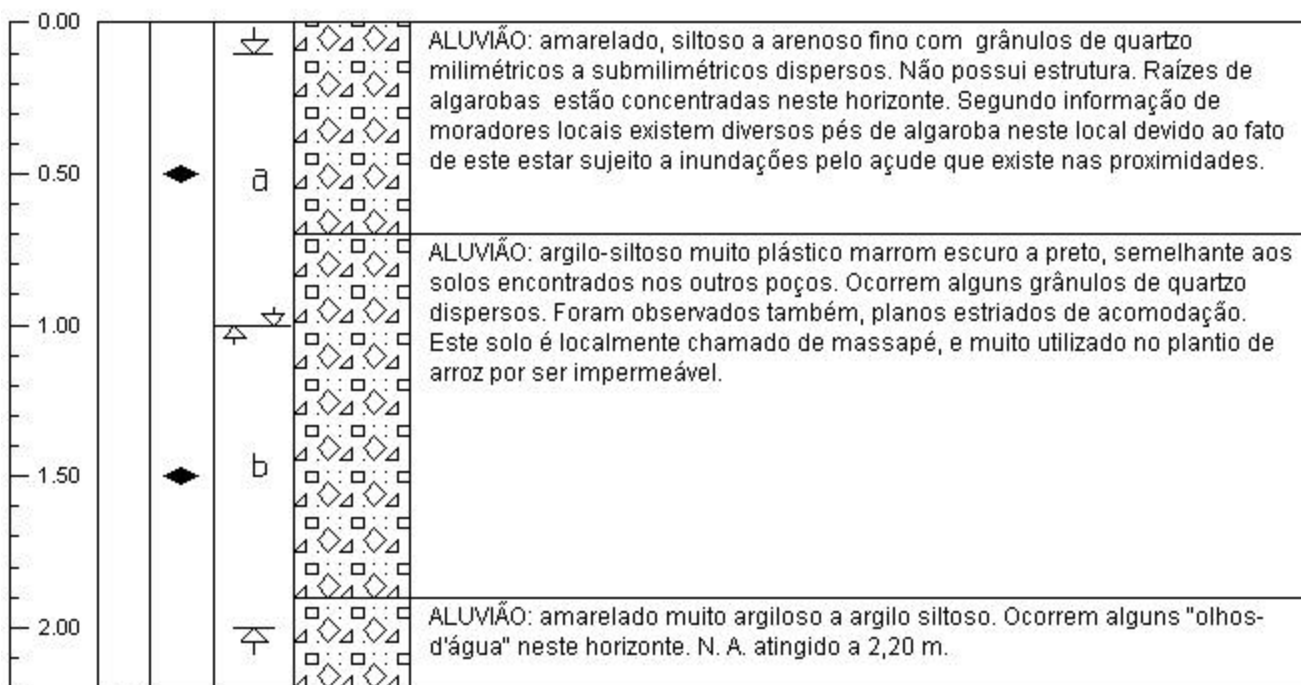 0.00
ALUVIÃO: amarelado, siltoso a arenoso fino com grânulos de quartzo
milimétricos a submilimétricos dispersos. Não possui estrutura. Raízes de
algarobas estão concentradas neste horizonte. Segundo informação de
moradores locais existem diversos pés de algaroba neste local devido ao fato
de este estar sujeito a inundações pelo açude que existe nas proximidades.
0.50
a
ALUVIÃO: argilo-siltoso muito plástico marrom escuro a preto, semelhante aos
solos encontrados nos outros poços. Ocorrem alguns grânulos de quartzo
dispersos. Foram observados também, planos estriados de acomodação.
Este solo é localmente chamado de massapé, e muito utilizado no plantio de
arroz por ser impermeável.
1.00
1.50
b
ALUVIÃO: amarelado muito argiloso a argilo siltoso. Ocorrem alguns "olhos-
d'água" neste horizonte. N. A. atingido a 2,20 m.
2.00